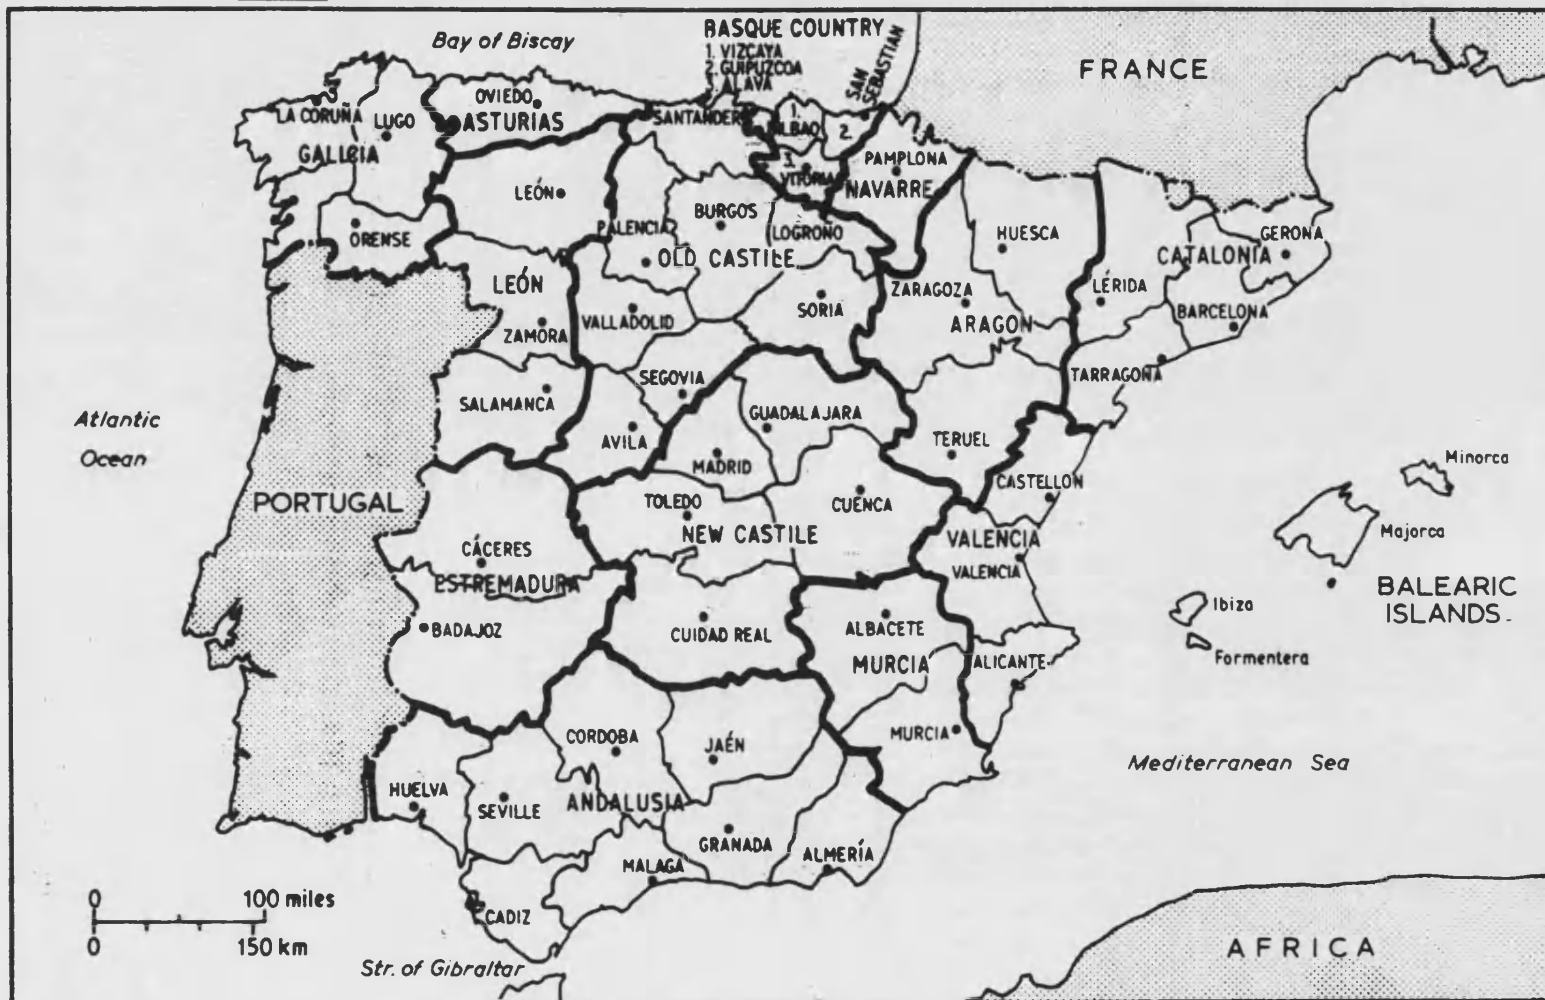 BASQUE COUNTRY
1. VIZCAYA
2. GUIPUZCOA
3. ALAVA
Bay of Biscay
SAN
SEBASTIAN
FRANCE
OVIEDO
ASTURIAS
LA CORUÑA
LUGO
GALICIA
ORENSE
SANTANDER
1.
BILBAO
2.
3.
VITORIA
PAMPLONA
NAVARRE
LEÓN
PALENCIA
BURGOS
LOGROÑO
OLD CASTILE
HUESCA
GERONA
CATALONIA
LEÓN
ZAMORA
VALLADOLID
SORIA
ZARAGOZA
ARAGON
LÉRIDA
BARCELONA
TARRAGONA
SALAMANCA
SEGOVIA
AVILA
GUADALAJARA
MADRID
TERUEL
Atlantic
Ocean
PORTUGAL
CASTELLON
Minorca
Majorca
TOLEDO
NEW CASTILE
CUENCA
VALENCIA
VALENCIA
CÁCERES
ESTREMADURA
BADAJOZ
BALEARIC
ISLANDS
Ibiza
Formentera
CUIDAD REAL
ALBACETE
MURCIA
ALICANTE
MURCIA
Mediterranean Sea
CORDOBA
JAÉN
HUELVA
SEVILLE
ANDALUSIA
GRANADA
ALMERÍA
MALAGA
CADIZ
0 100 miles
0 150 km
Str. of Gibraltar
AFRICA